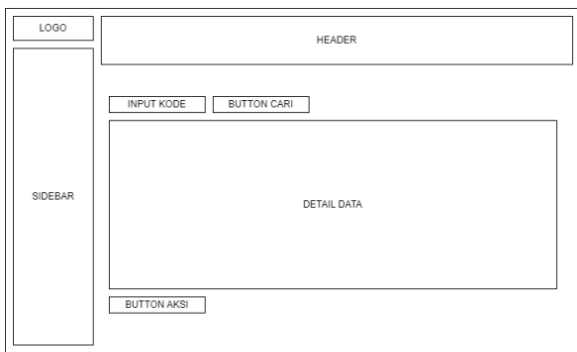 LOGO
HEADER
INPUT KODE
BUTTON CARI
SIDEBAR
DETAIL DATA
BUTTON AKSI